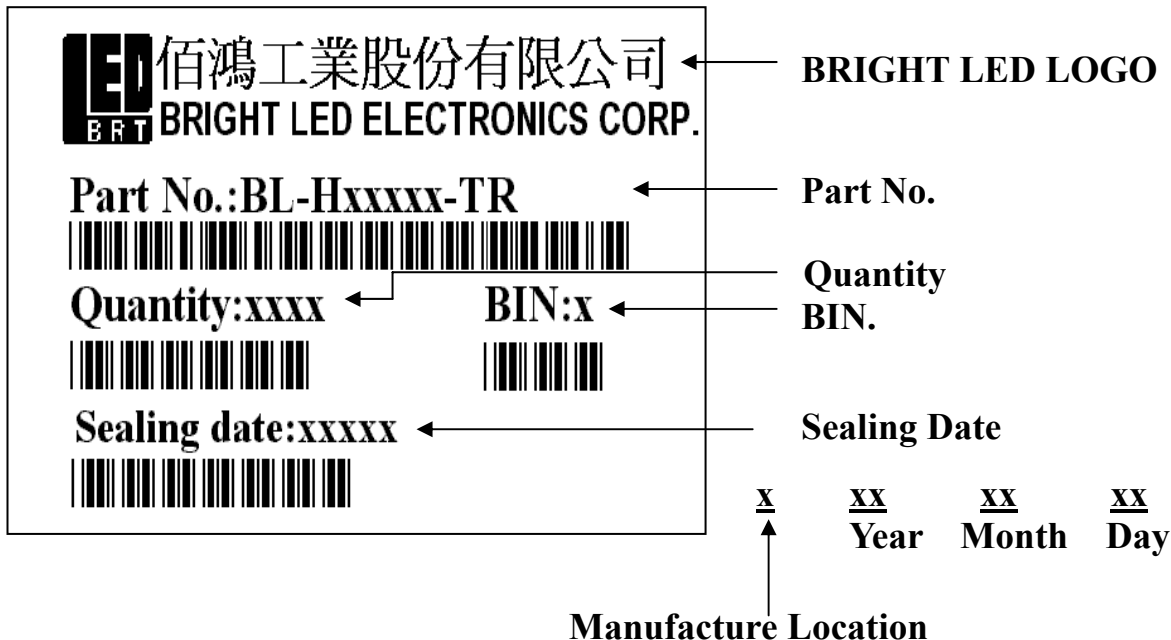 LED
BRT
佰鴻工業股份有限公司
BRIGHT LED ELECTRONICS CORP.
BRIGHT LED LOGO
Part No.:BL-Hxxxxx-TR
Part No.
Quantity:xxxx
BIN:x
Quantity
BIN.
Sealing date:xxxxx
Sealing Date
x xx xx xx
Year Month Day
Manufacture Location